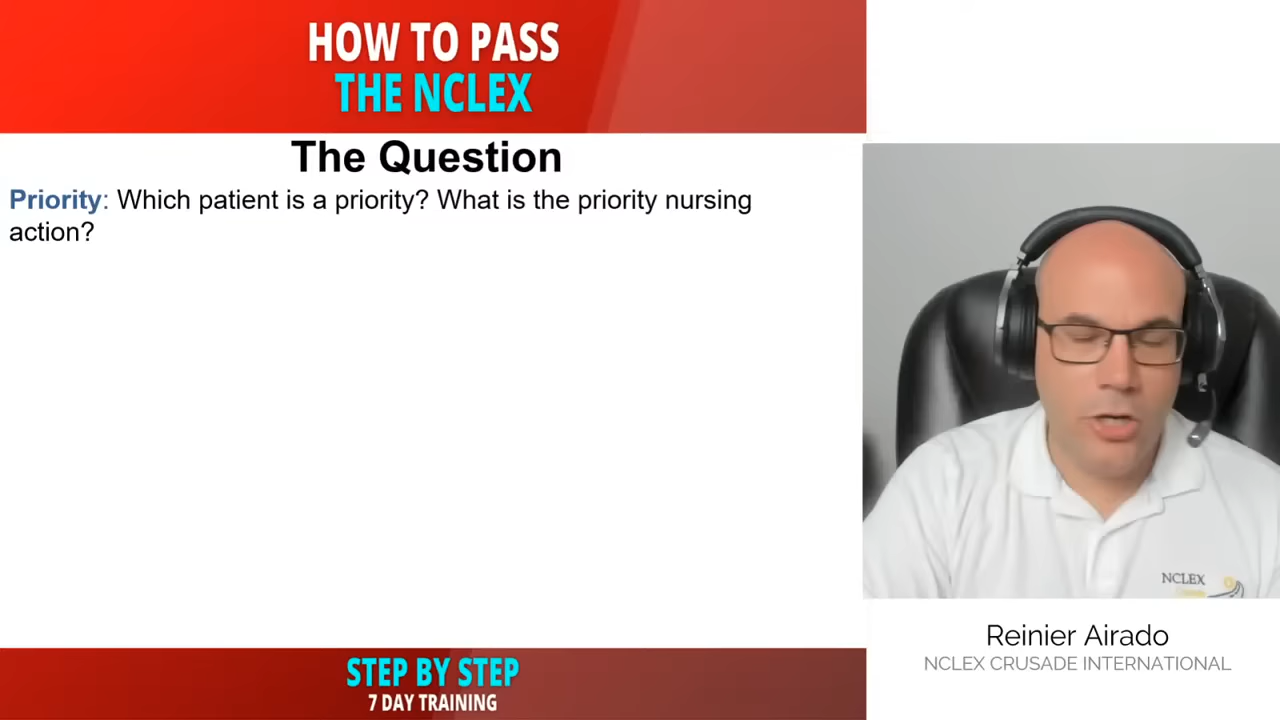 HOW TO PASS
THE NCLEX
The Question
Priority: Which patient is a priority? What is the priority nursing
action?
NCLEX
Reinier Airado
NCLEX CRUSADE INTERNATIONAL
STEP BY STEP
7 DAY TRAINING